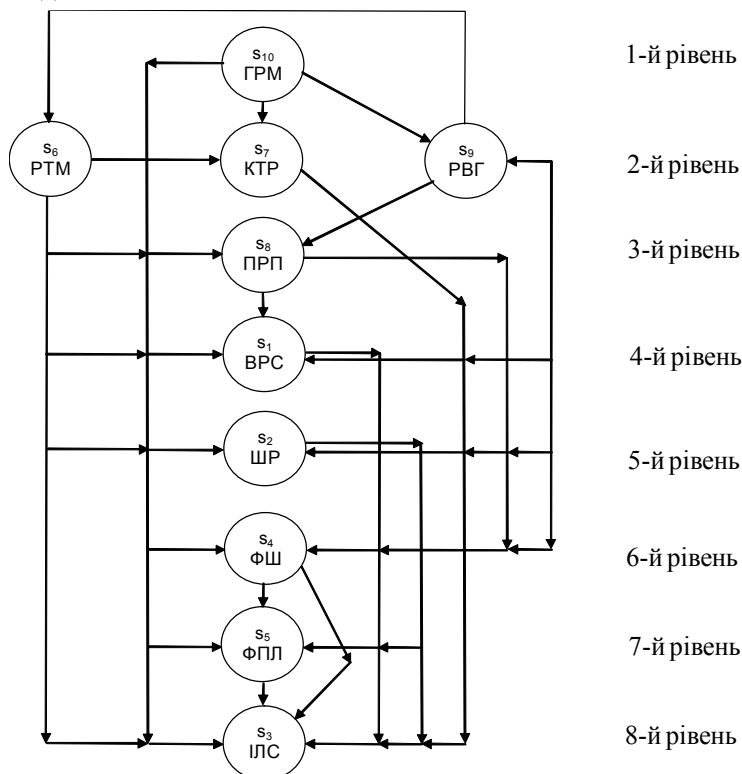 s₁₀
ГРМ
1-й рівень
s₆
РТМ
s₇
КТР
s₉
РВГ
2-й рівень
s₈
ПРП
3-й рівень
s₁
ВРС
4-й рівень
s₂
ШР
5-й рівень
s₄
ФШ
6-й рівень
s₅
ФПЛ
7-й рівень
s₃
ІЛС
8-й рівень